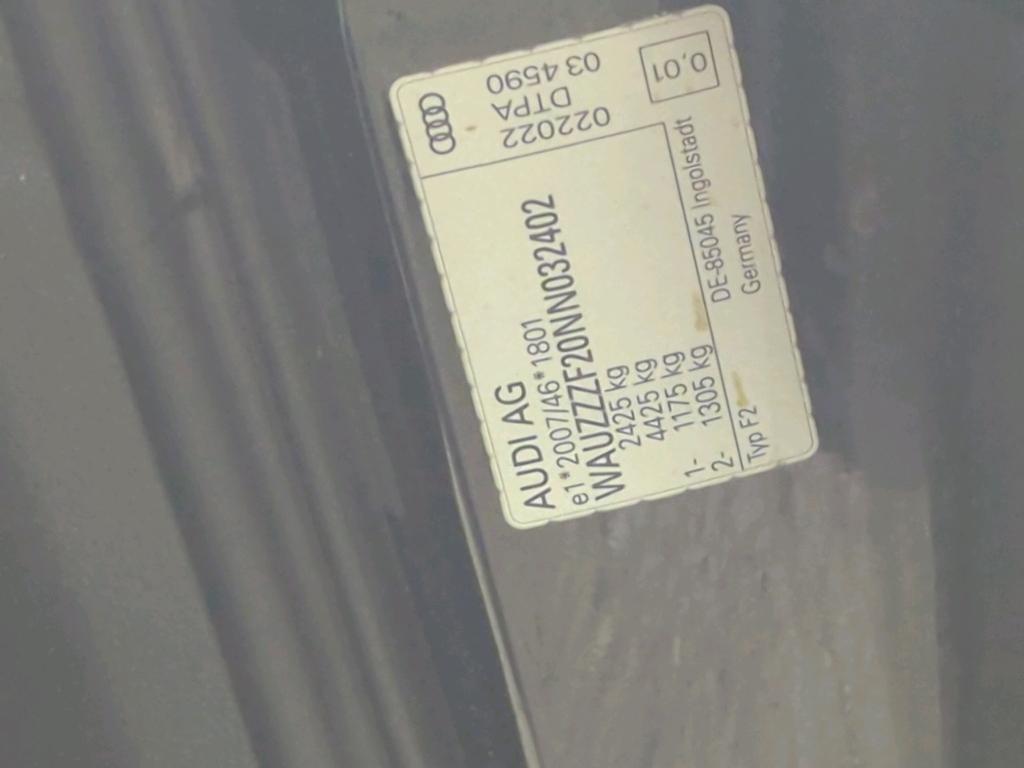 AUDI AG
e1*2007/46*1801
WAUZZZF20NN032402
2425 kg
4425 kg
1- 1175 kg
2- 1305 kg
Typ F2
DE-85045 Ingolstadt
Germany
022022
DTPA
03 4590
0,01